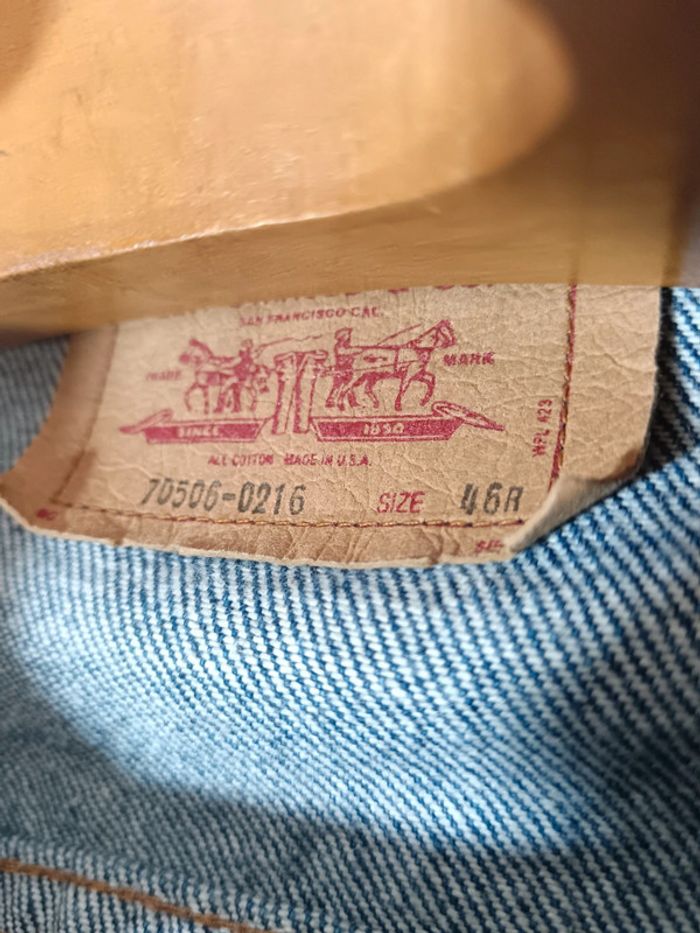 SAN FRANCISCO CAL.
TRADE MARK
SINCE 1850
ALL COTTON MADE IN U.S.A.
70506-0216 SIZE 46R
WPL 423